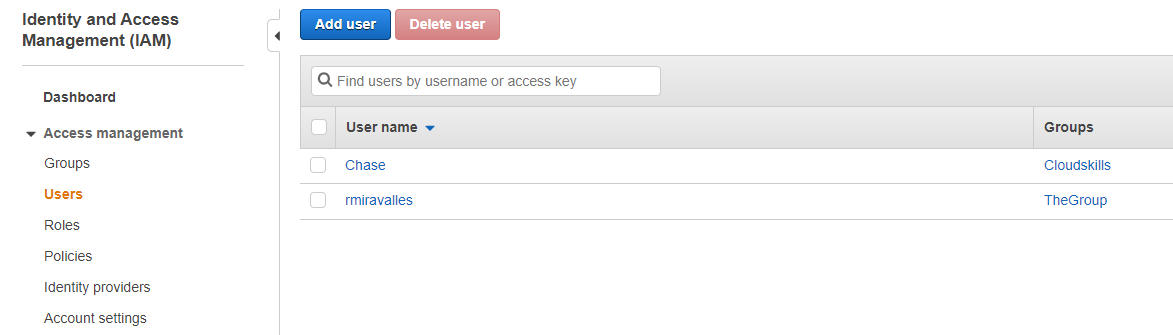 Identity and Access
Management (IAM)
Dashboard
Access management
Groups
Users
Roles
Policies
Identity providers
Account settings
Add user
Delete user
Find users by username or access key
User name
Groups
Chase
Cloudskills
rmiravalles
TheGroup